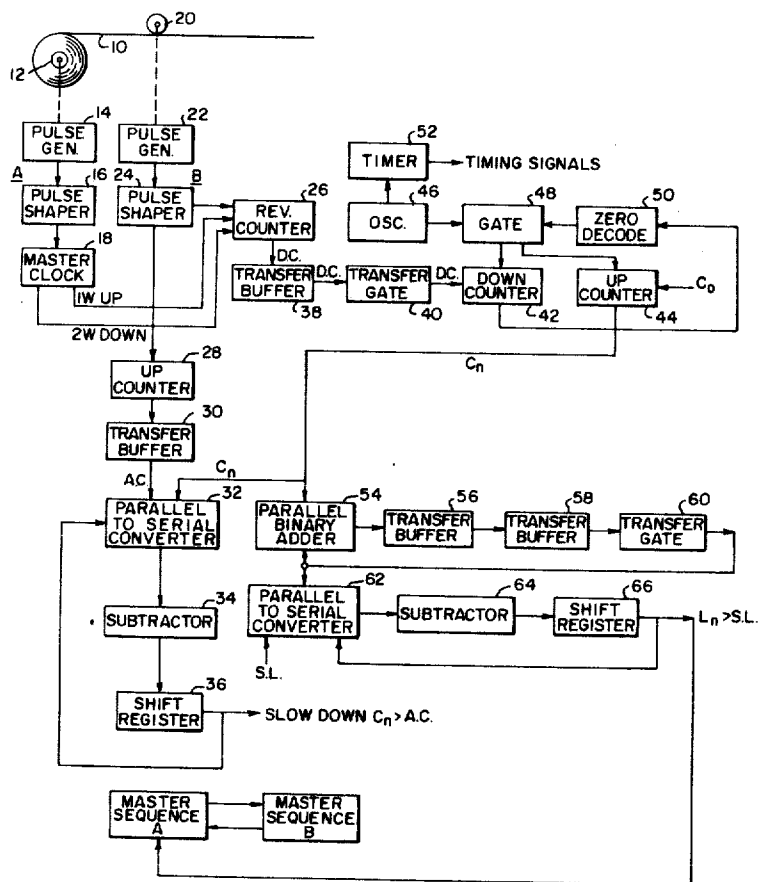 20
10
12
14
PULSE
GEN.
22
PULSE
GEN.
A
16
PULSE
SHAPER
24
B
PULSE
SHAPER
18
MASTER
CLOCK
1W UP
2W DOWN
26
REV.
COUNTER
D.C.
TRANSFER
BUFFER
38
D.C.
TRANSFER
GATE
40
D.C.
52
TIMER
TIMING SIGNALS
46
OSC.
48
GATE
50
ZERO
DECODE
DOWN
COUNTER
42
UP
COUNTER
44
Co
Cn
28
UP
COUNTER
30
TRANSFER
BUFFER
A.C.
Cn
32
PARALLEL
TO SERIAL
CONVERTER
54
PARALLEL
BINARY
ADDER
56
TRANSFER
BUFFER
58
TRANSFER
BUFFER
60
TRANSFER
GATE
62
PARALLEL
TO SERIAL
CONVERTER
S.L.
64
SUBTRACTOR
66
SHIFT
REGISTER
Ln>S.L.
34
SUBTRACTOR
36
SHIFT
REGISTER
SLOW DOWN Cn>A.C.
MASTER
SEQUENCE
A
MASTER
SEQUENCE
B